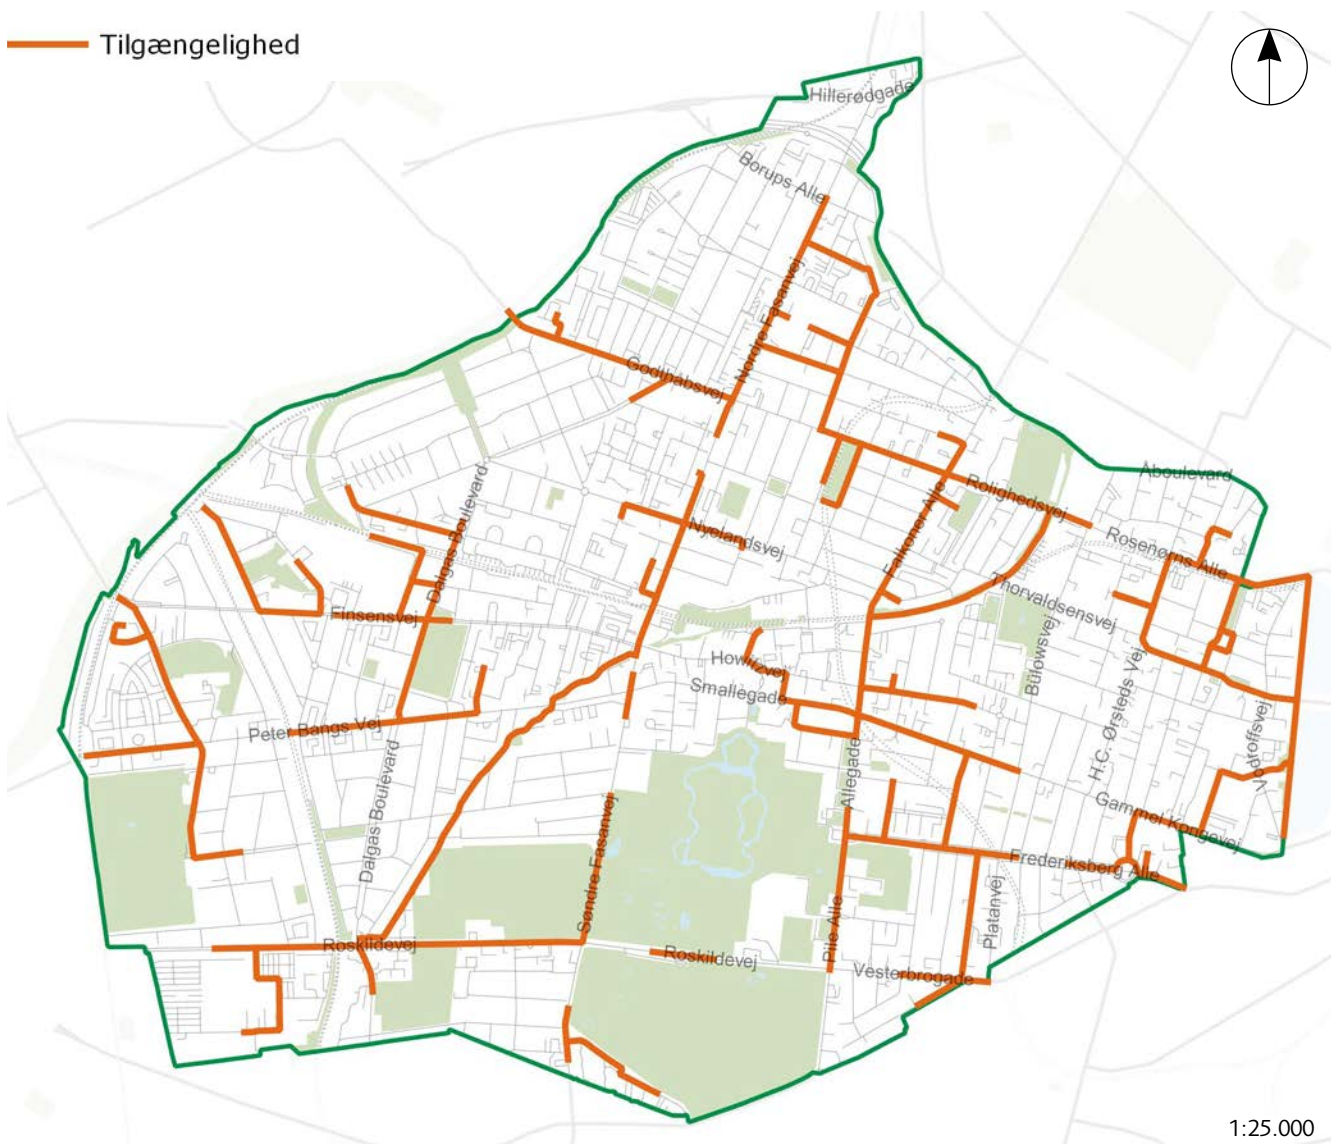 Tilgængelighed
Hillerødgade
Borups Alle
Nordre Fasanvej
Godthabsvej
Åboulevard
Dalgas Boulevard
Rolighedsvej
Falkoner Alle
Nyelandsvej
Rosenørns Alle
Thorvaldsensvej
Finsensvej
Bülowsvej
Howitzvej
H.C. Ørsteds Vej
Smallegade
Nodroffsvej
Peter Bangs Vej
Dalgas Boulevard
Allegade
Gammel Kongevej
Søndre Fasanvej
Frederiksberg Alle
Platanvej
Pile Alle
Roskildevej
Roskildevej
Vesterbrogade
1:25.000